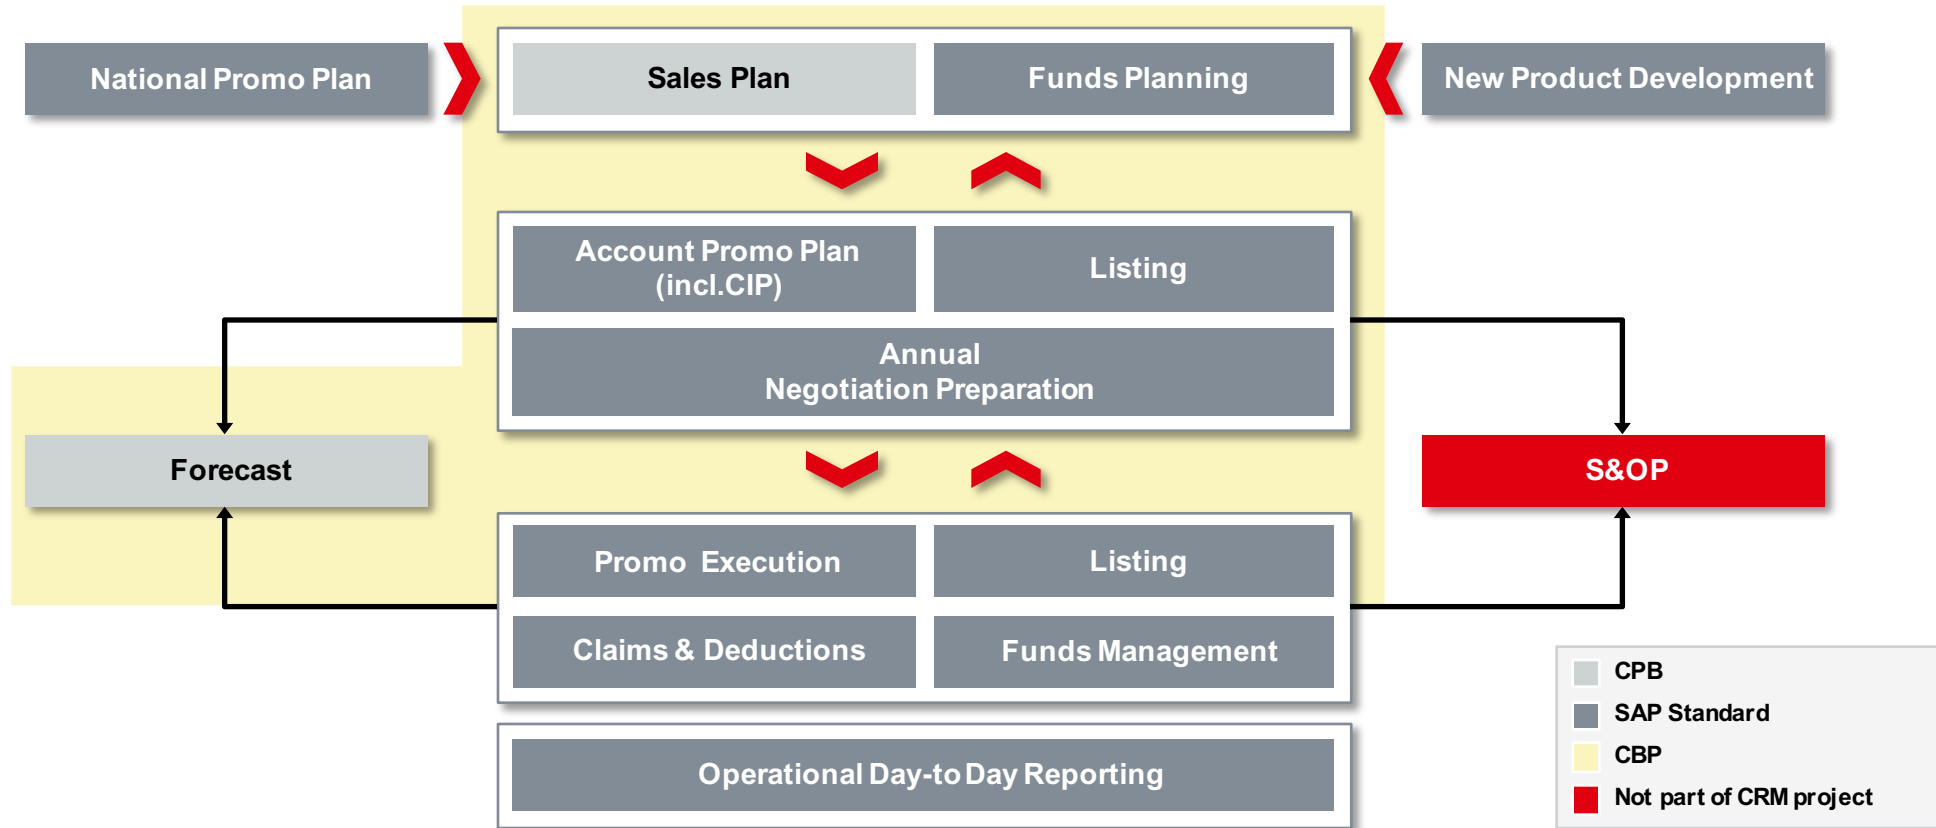 National Promo Plan
Sales Plan
Funds Planning
New Product Development
Account Promo Plan
(incl.CIP)
Listing
Annual
Negotiation Preparation
Forecast
S&OP
Promo Execution
Listing
Claims & Deductions
Funds Management
Operational Day-to Day Reporting
CPB
SAP Standard
CBP
Not part of CRM project